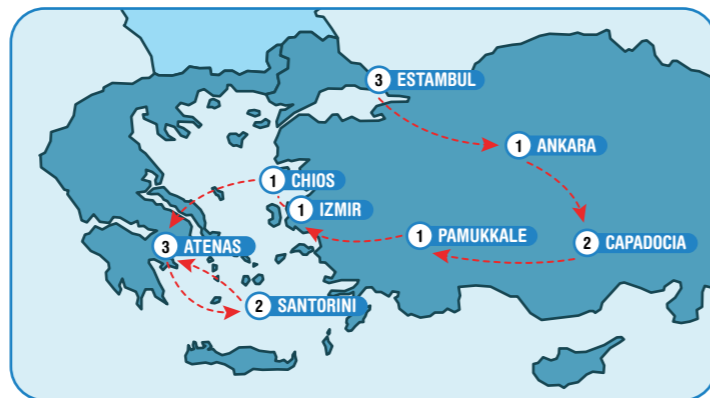 3 ESTAMBUL
1 ANKARA
1 CHIOS
1 IZMIR
1 PAMUKKALE
2 CAPADOCIA
3 ATENAS
2 SANTORINI